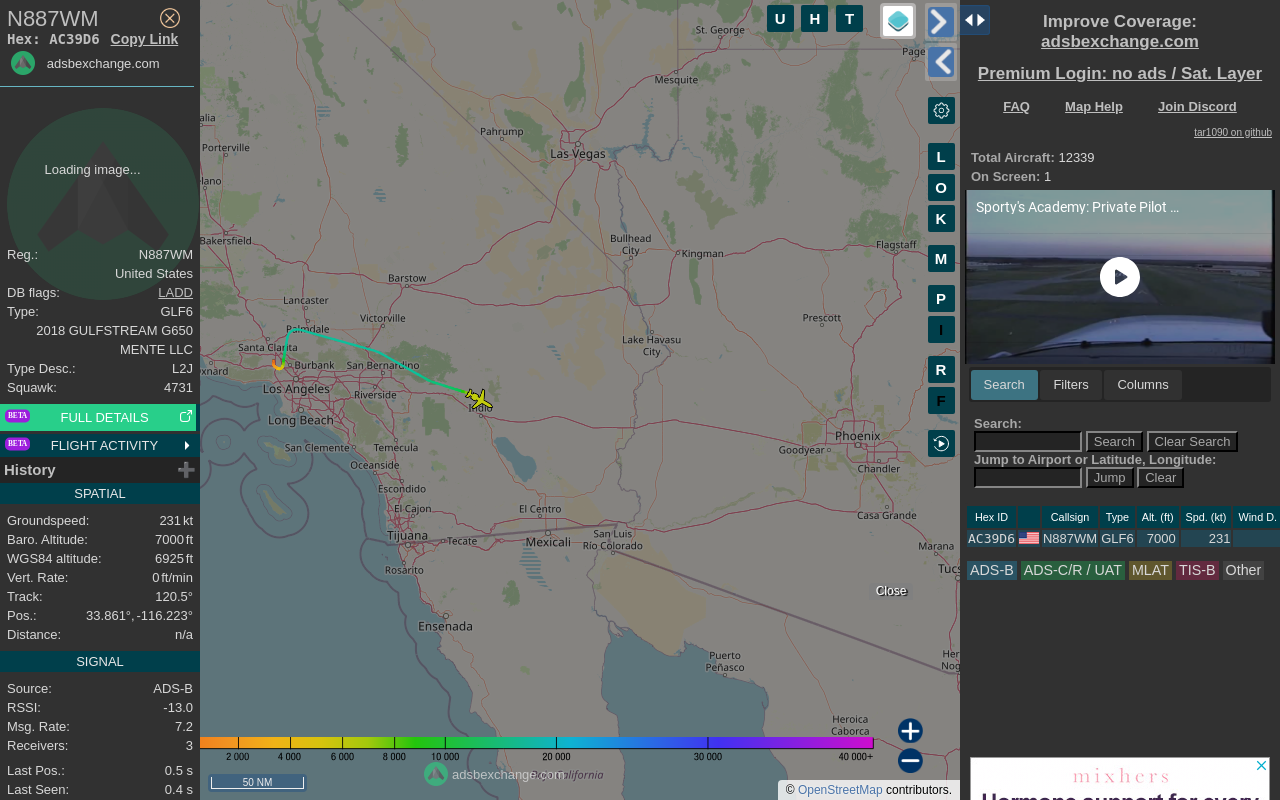 N887WM
Hex: AC39D6 Copy Link
adsbexchange.com
Loading image...
Reg.: N887WM
United States
DB flags: LADD
Type: GLF6
2018 GULFSTREAM G650
MENTE LLC
Type Desc.: L2J
Squawk: 4731
BETA FULL DETAILS
BETA FLIGHT ACTIVITY
History
SPATIAL
Groundspeed: 231 kt
Baro. Altitude: 7000 ft
WGS84 altitude: 6925 ft
Vert. Rate: 0 ft/min
Track: 120.5°
Pos.: 33.861°, -116.223°
Distance: n/a
SIGNAL
Source: ADS-B
RSSI: -13.0
Msg. Rate: 7.2
Receivers: 3
Last Pos.: 0.5 s
Last Seen: 0.4 s
U H T
St. George
Page
Mesquite
Pahrump
Las Vegas
Porterville
Bakersfield
Bullhead
City
Kingman
Flagstaff
Barstow
Lancaster
Palmdale
Victorville
Prescott
Santa Clarita
Lake Havasu
City
Burbank
San Bernardino
Los Angeles
Riverside
Indio
Long Beach
Phoenix
San Clemente
Temecula
Goodyear
Oceanside
Chandler
Escondido
El Cajon
El Centro
Casa Grande
Tijuana
Tecate
Mexicali
San Luis
Río Colorado
Marana
Rosarito
Close
Ensenada
Puerto
Peñasco
Heroica
Caborca
L
O
K
M
P
I
R
F
2 000 4 000 6 000 8 000 10 000 20 000 30 000 40 000+
adsbexchange.com
50 NM
© OpenStreetMap contributors.
Improve Coverage:
adsbexchange.com
Premium Login: no ads / Sat. Layer
FAQ Map Help Join Discord
tar1090 on github
Total Aircraft: 12339
On Screen: 1
Sporty's Academy: Private Pilot ...
Search Filters Columns
Search:
Search Clear Search
Jump to Airport or Latitude, Longitude:
Jump Clear
Hex ID Callsign Type Alt. (ft) Spd. (kt) Wind D.
AC39D6 N887WM GLF6 7000 231
ADS-B ADS-C/R / UAT MLAT TIS-B Other
mixhers
Hormone support for every